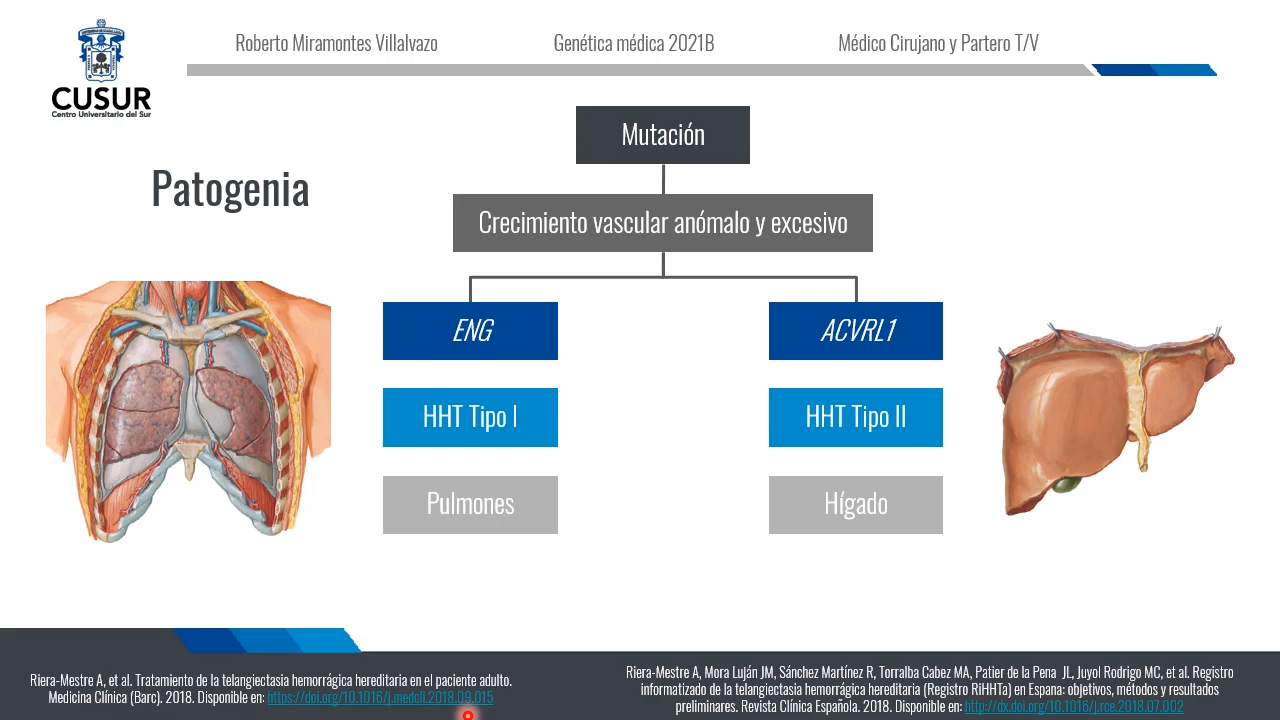 Roberto Miramontes Villalvazo
Genética médica 2021B
Médico Cirujano y Partero T/V
CUSUR
Centro Universitario del Sur
Patogenia
Mutación
Crecimiento vascular anómalo y excesivo
ENG
ACVRL1
HHT Tipo I
HHT Tipo II
Pulmones
Hígado
Riera-Mestre A, et al. Tratamiento de la telangiectasia hemorrágica hereditaria en el paciente adulto.
Medicina Clínica (Barc). 2018. Disponible en: https://doi.org/10.1016/j.medcli.2018.09.015
Riera-Mestre A, Mora Luján JM, Sánchez Martínez R, Torralba Cabez MA, Patier de la Pena JL, Juyol Rodrigo MC, et al. Registro
informatizado de la telangiectasia hemorrágica hereditaria (Registro RiHHTa) en Espana: objetivos, métodos y resultados
preliminares. Revista Clínica Española. 2018. Disponible en: http://dx.doi.org/10.1016/j.rce.2018.07.002